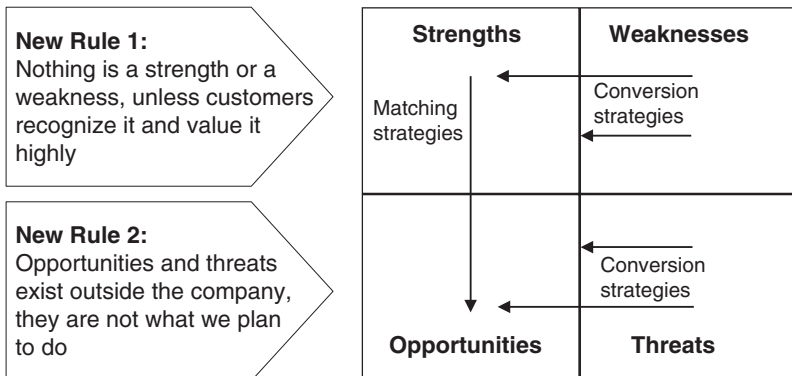 New Rule 1:
Nothing is a strength or a
weakness, unless customers
recognize it and value it
highly
New Rule 2:
Opportunities and threats
exist outside the company,
they are not what we plan
to do
Strengths
Weaknesses
Matching
strategies
Conversion
strategies
Conversion
strategies
Opportunities
Threats